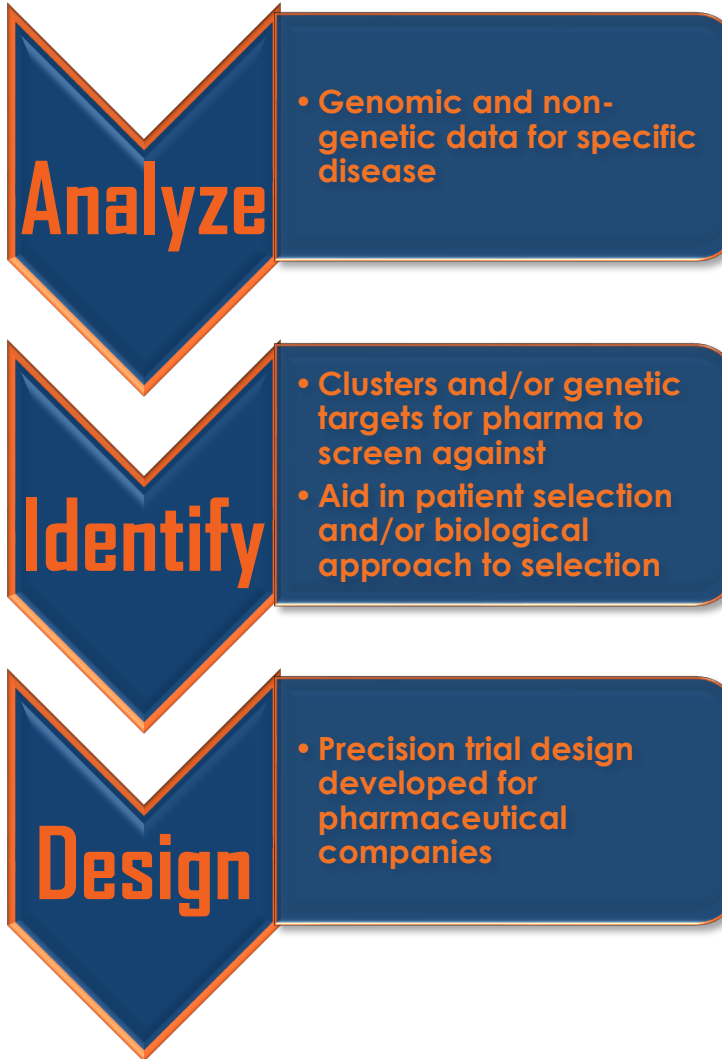 Analyze
• Genomic and non-
genetic data for specific
disease
Identify
• Clusters and/or genetic
targets for pharma to
screen against
• Aid in patient selection
and/or biological
approach to selection
Design
• Precision trial design
developed for
pharmaceutical
companies